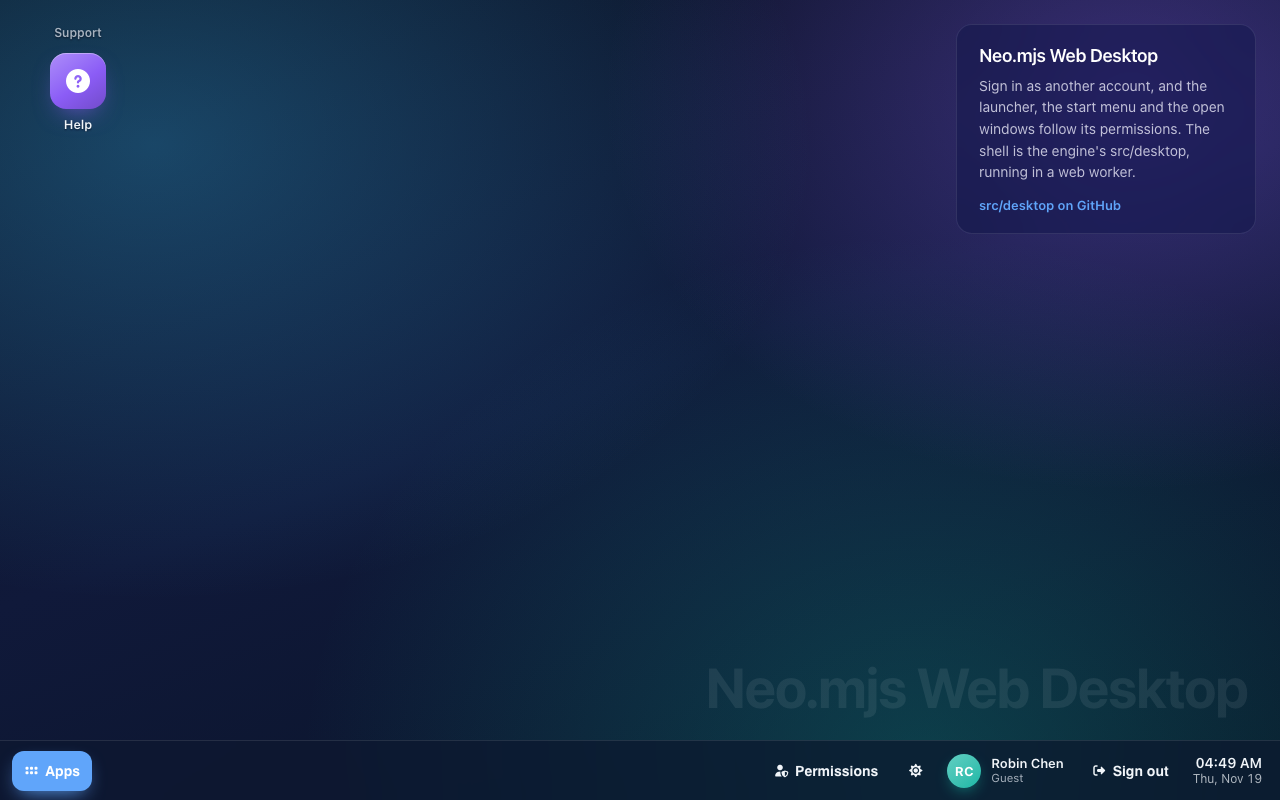 Support
Help
Neo.mjs Web Desktop
Sign in as another account, and the
launcher, the start menu and the open
windows follow its permissions. The
shell is the engine's src/desktop,
running in a web worker.
src/desktop on GitHub
Neo.mjs Web Desktop
Apps
Permissions
RC
Robin Chen
Guest
Sign out
04:49 AM
Thu, Nov 19